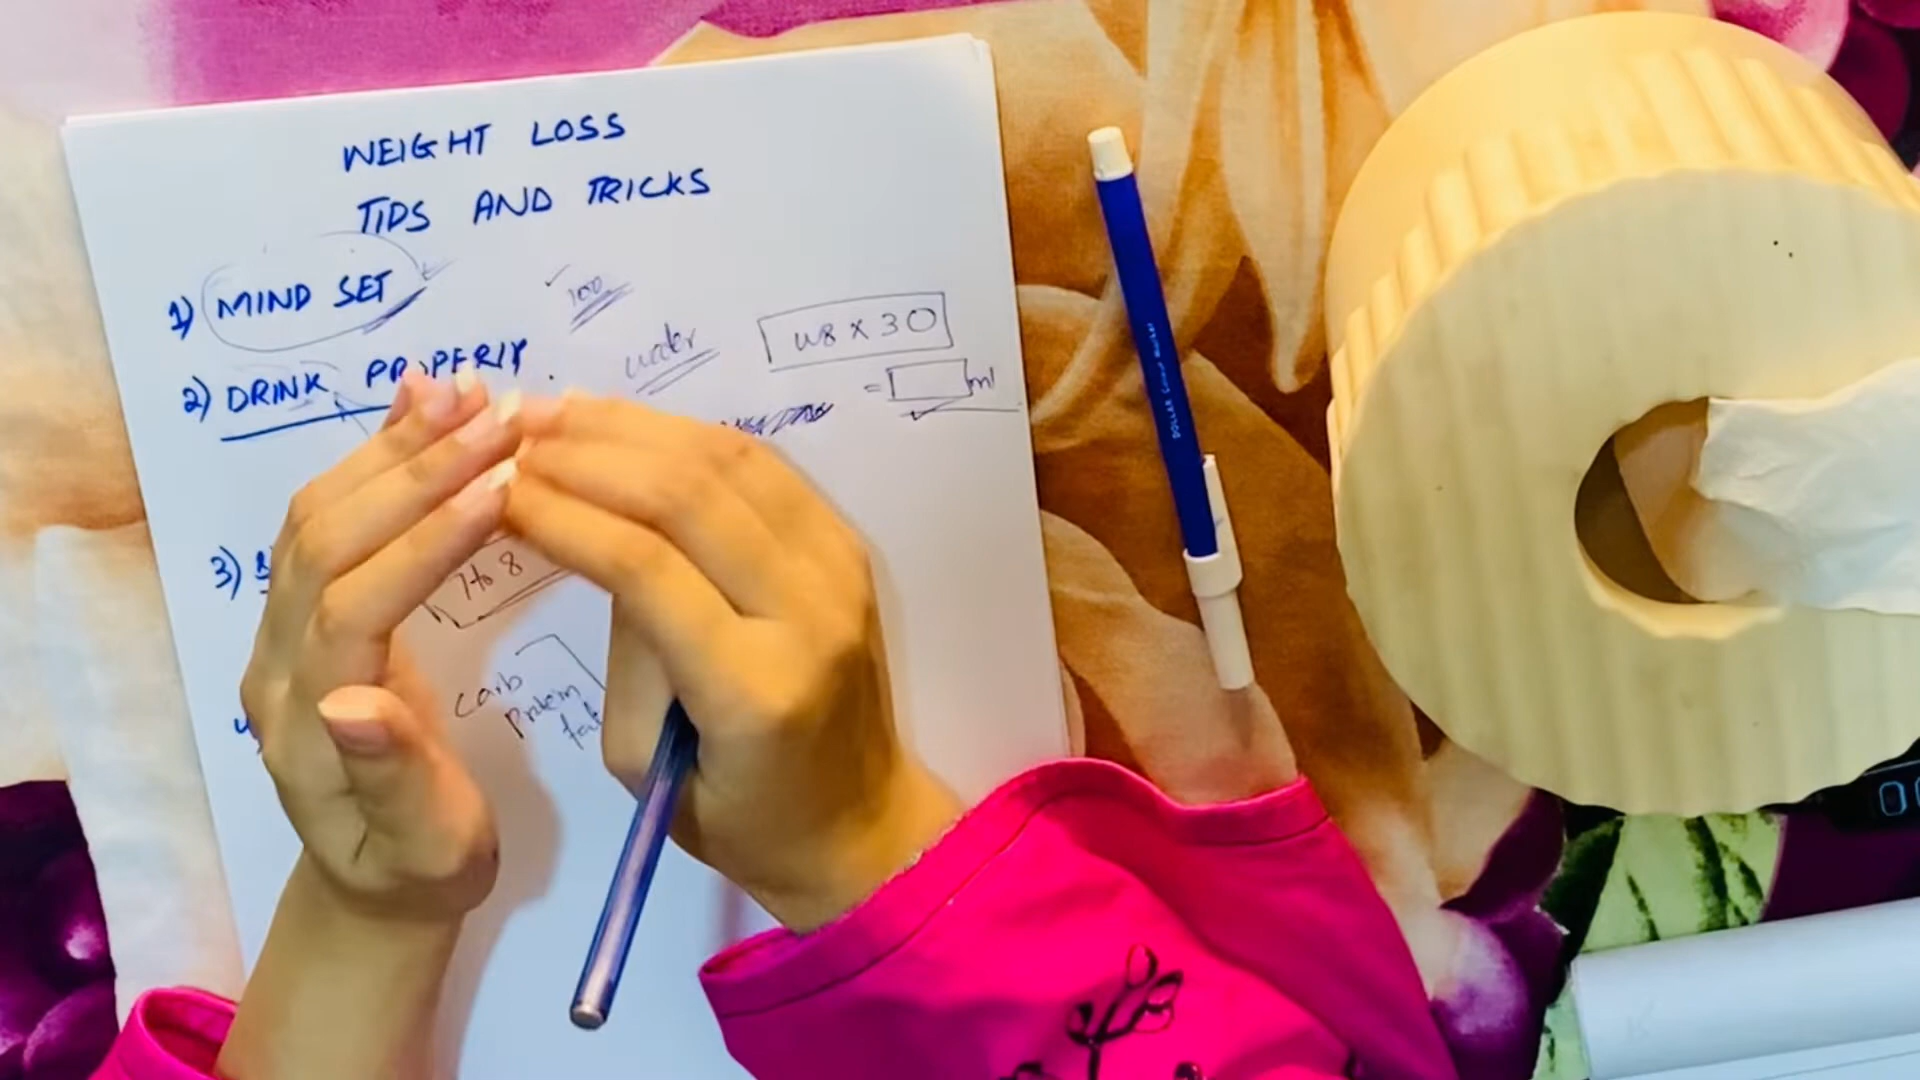 WEIGHT LOSS
TIPS AND TRICKS
1) MIND SET
100
2) DRINK PROPERLY.
water
W8 X 30
= ml
3)
7 to 8
carb
protein
fat
DOLLAR